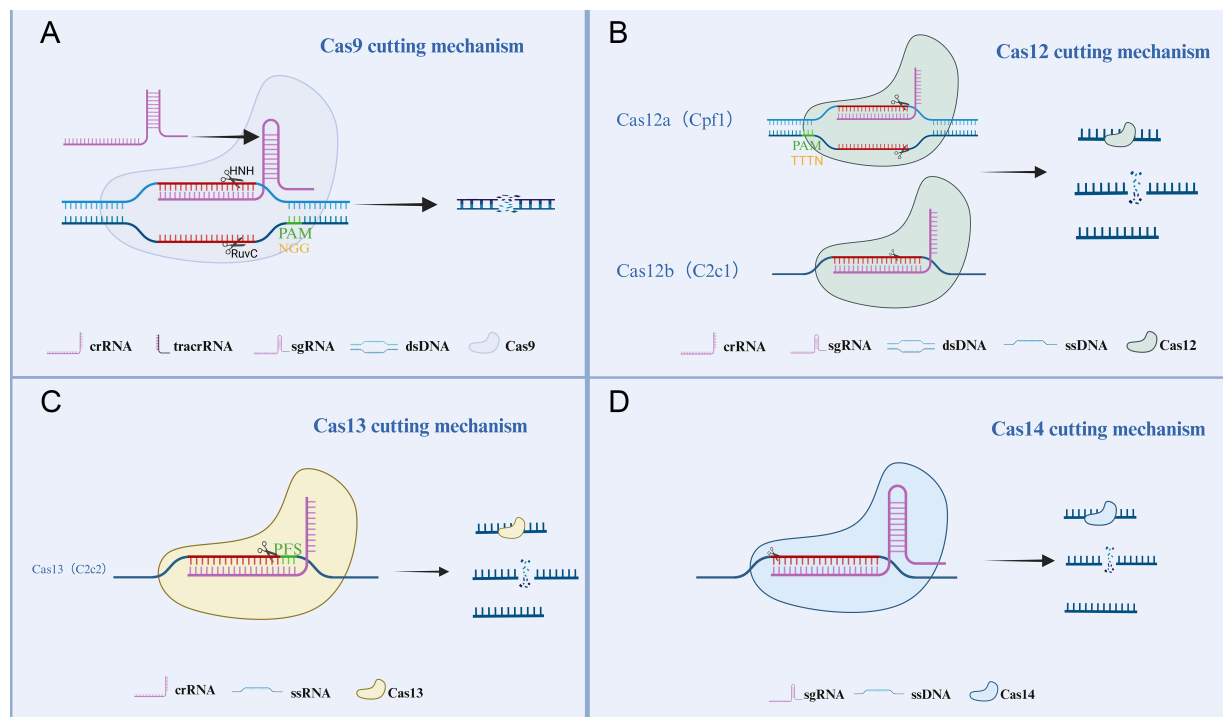 A
Cas9 cutting mechanism
HNH
RuvC
PAM
NGG
crRNA
tracrRNA
sgRNA
dsDNA
Cas9
B
Cas12 cutting mechanism
Cas12a（Cpf1）
PAM
TTTN
Cas12b（C2c1）
crRNA
sgRNA
dsDNA
ssDNA
Cas12
C
Cas13 cutting mechanism
PFS
Cas13（C2c2）
crRNA
ssRNA
Cas13
D
Cas14 cutting mechanism
sgRNA
ssDNA
Cas14